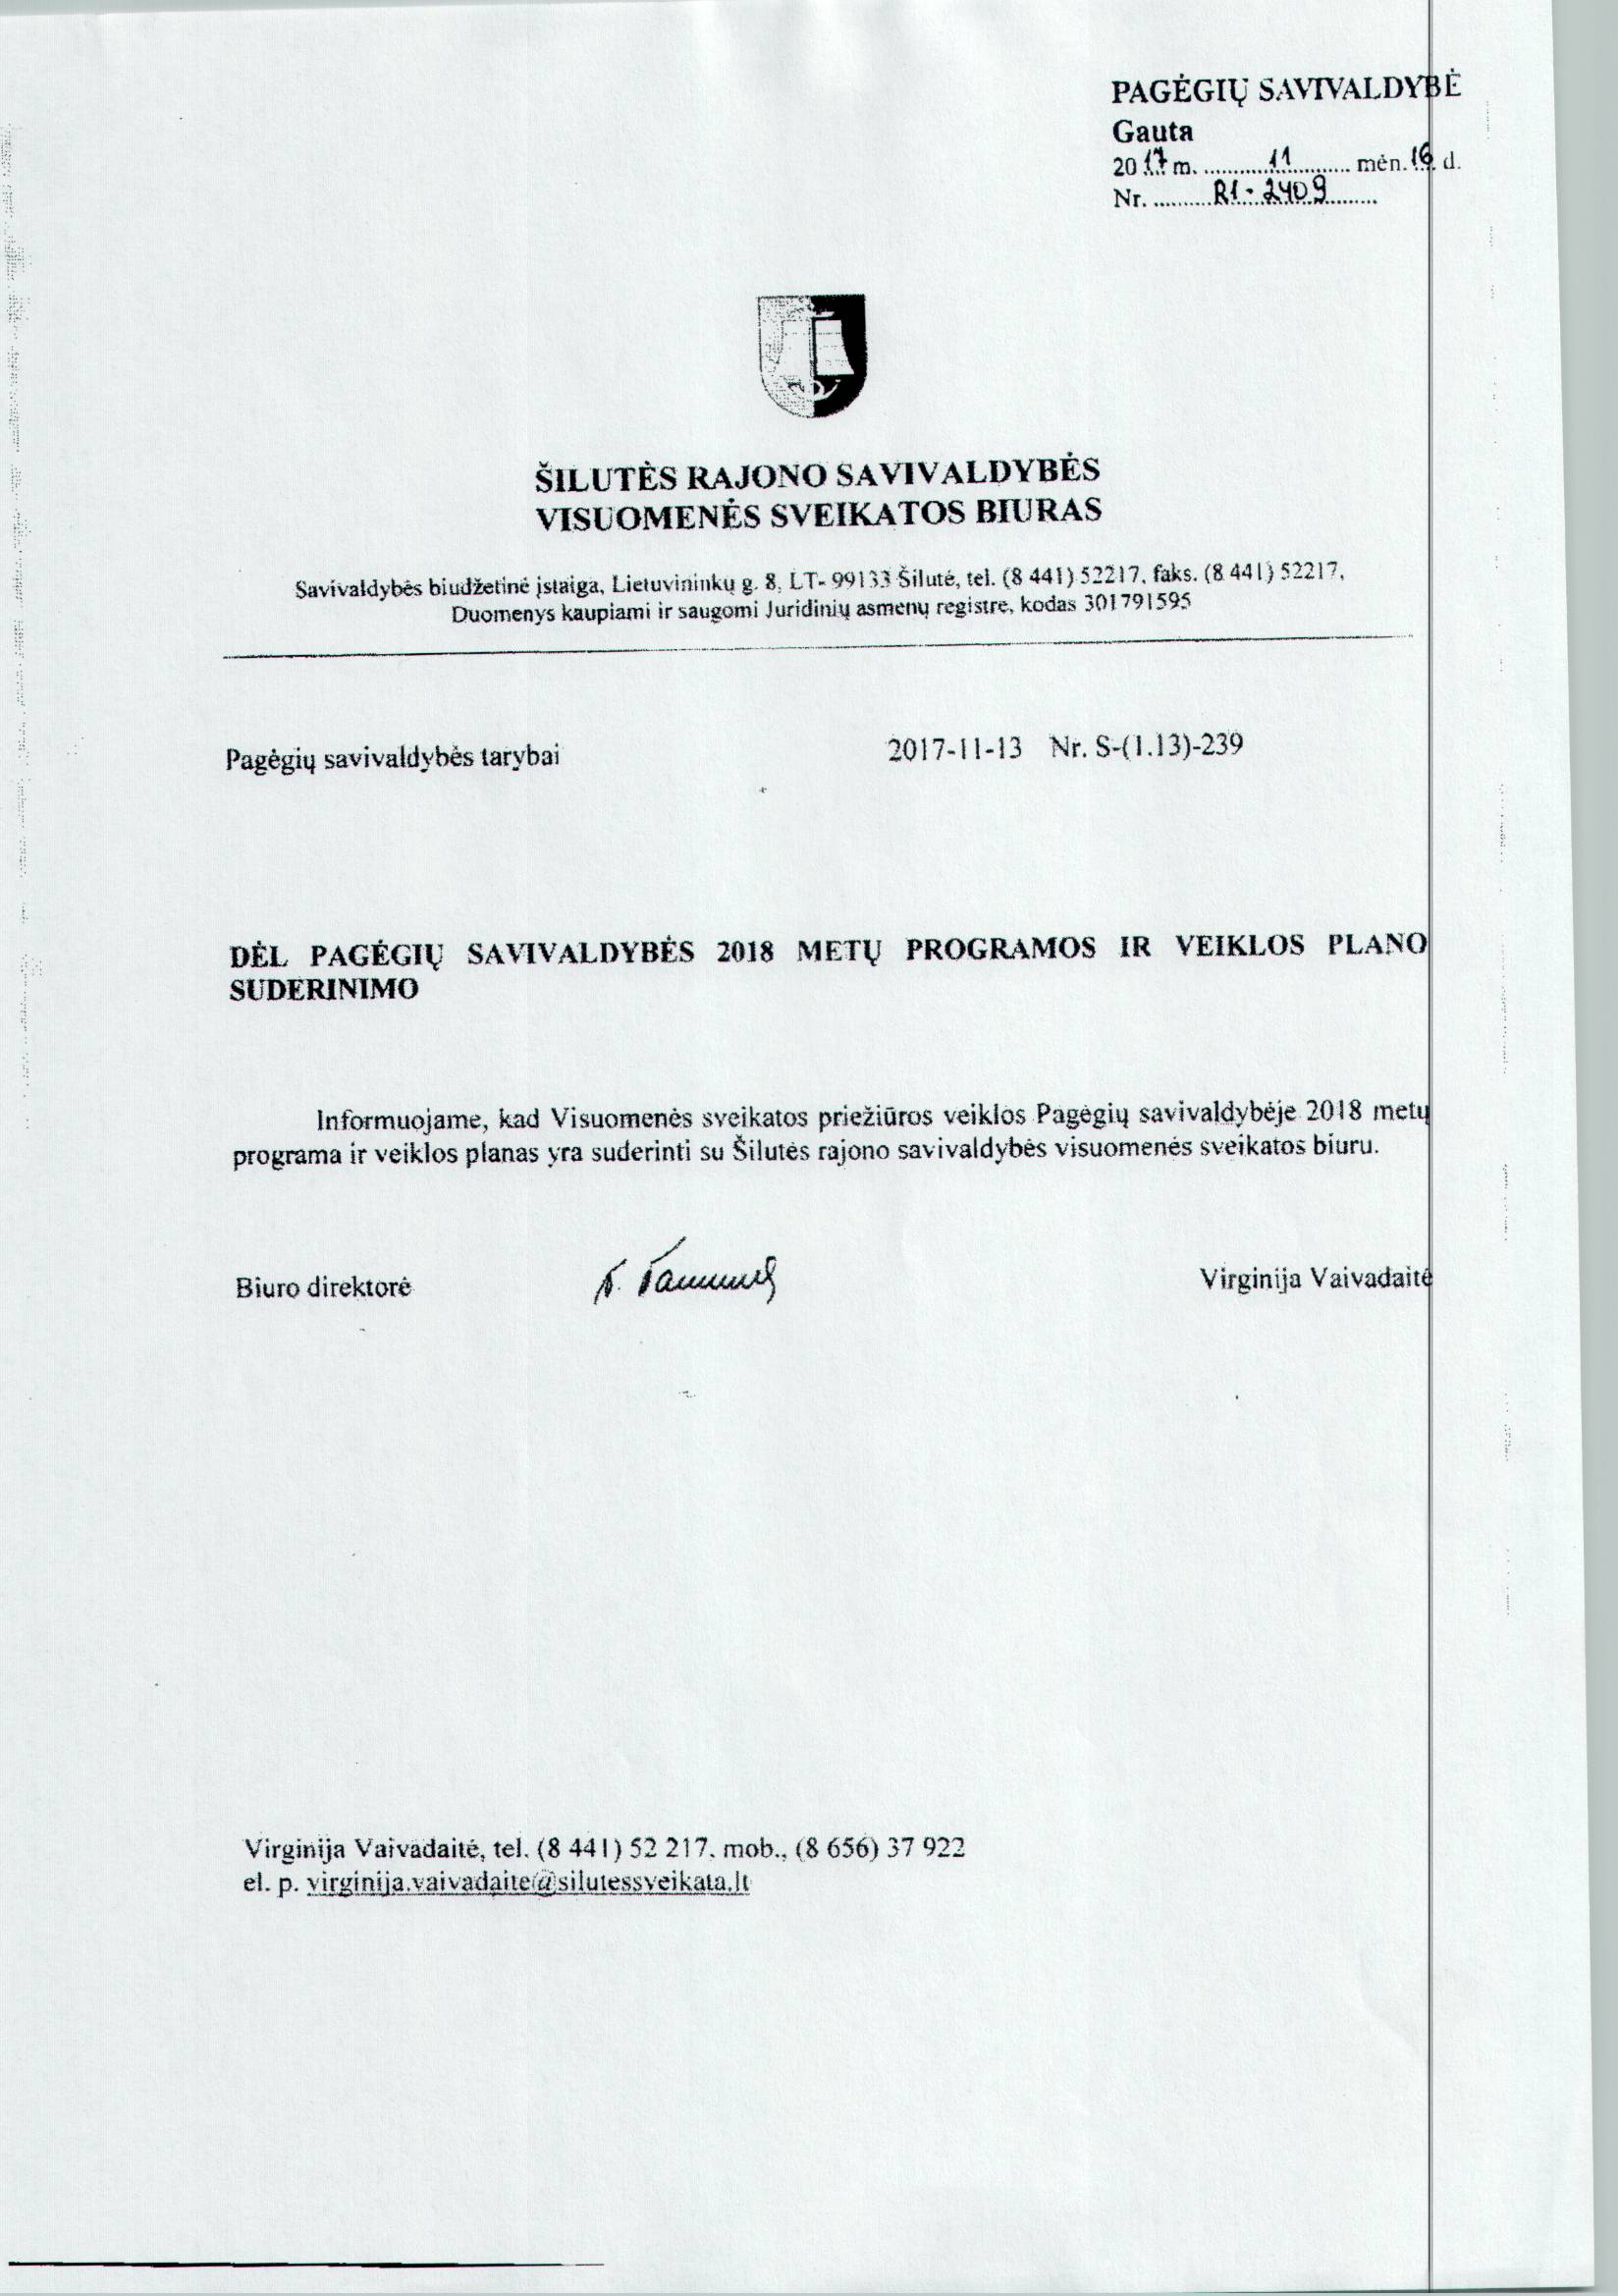 PAGĖGIŲ SAVIVALDYBĖ
Gauta
2017 m. ............11............ mėn. 16 d.
Nr. ..........R1-2409..........
ŠILUTĖS RAJONO SAVIVALDYBĖS
VISUOMENĖS SVEIKATOS BIURAS
Savivaldybės biudžetinė įstaiga, Lietuvininkų g. 8, LT- 99133 Šilutė, tel. (8 441) 52217, faks. (8 441) 52217,
Duomenys kaupiami ir saugomi Juridinių asmenų registre, kodas 301791595
Pagėgių savivaldybės tarybai 2017-11-13 Nr. S-(1.13)-239
DĖL PAGĖGIŲ SAVIVALDYBĖS 2018 METŲ PROGRAMOS IR VEIKLOS PLANO
SUDERINIMO
Informuojame, kad Visuomenės sveikatos priežiūros veiklos Pagėgių savivaldybėje 2018 metų
programa ir veiklos planas yra suderinti su Šilutės rajono savivaldybės visuomenės sveikatos biuru.
Biuro direktorė Virginija Vaivadaitė
Virginija Vaivadaitė, tel. (8 441) 52 217, mob., (8 656) 37 922
el. p. virginija.vaivadaite@silutessveikata.lt